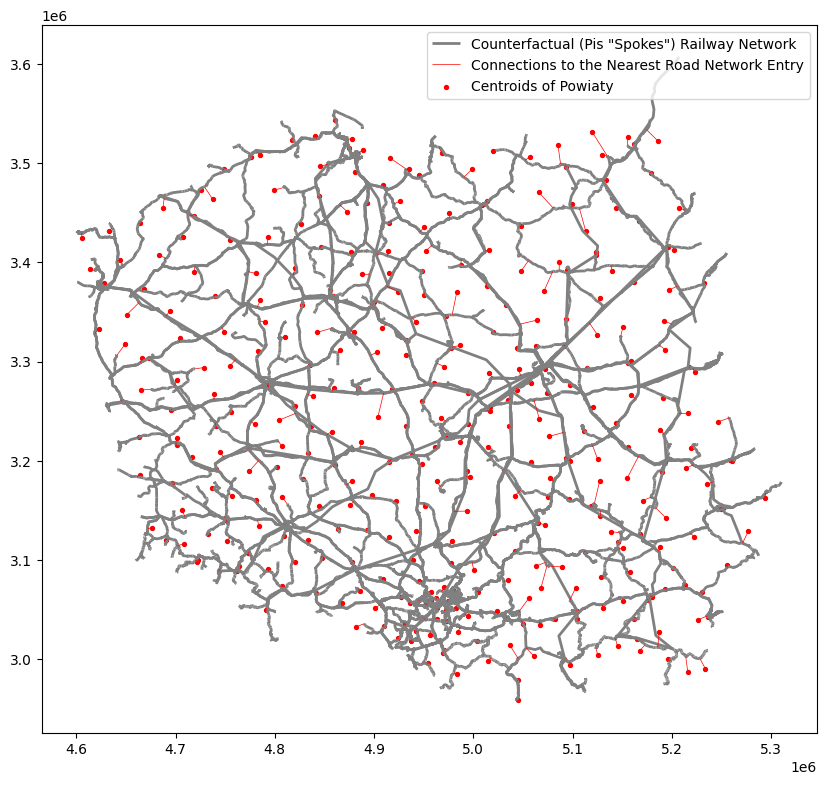 1e6
Counterfactual (Pis "Spokes") Railway Network
Connections to the Nearest Road Network Entry
Centroids of Powiaty
3.6
3.5
3.4
3.3
3.2
3.1
3.0
4.6 4.7 4.8 4.9 5.0 5.1 5.2 5.3
1e6